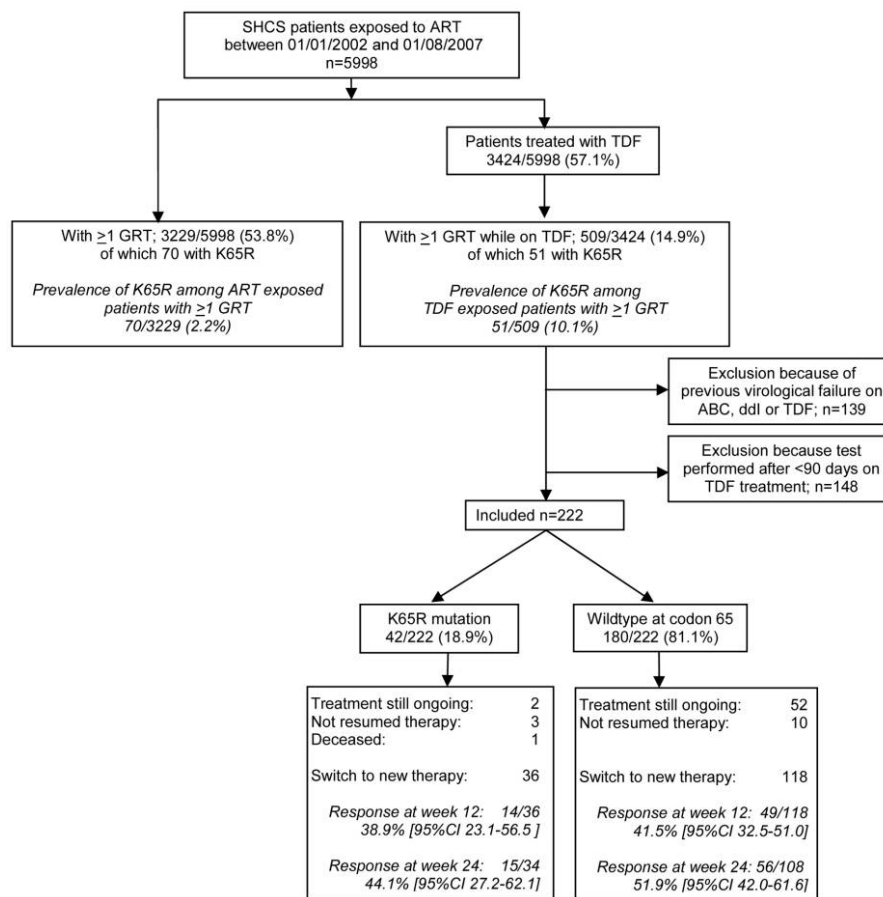 SHCS patients exposed to ART
between 01/01/2002 and 01/08/2007
n=5998
Patients treated with TDF
3424/5998 (57.1%)
With ≥1 GRT; 3229/5998 (53.8%)
of which 70 with K65R
Prevalence of K65R among ART exposed
patients with ≥1 GRT
70/3229 (2.2%)
With ≥1 GRT while on TDF; 509/3424 (14.9%)
of which 51 with K65R
Prevalence of K65R among
TDF exposed patients with ≥1 GRT
51/509 (10.1%)
Exclusion because of
previous virological failure on
ABC, ddI or TDF; n=139
Exclusion because test
performed after <90 days on
TDF treatment; n=148
Included n=222
K65R mutation
42/222 (18.9%)
Wildtype at codon 65
180/222 (81.1%)
Treatment still ongoing: 2
Not resumed therapy: 3
Deceased: 1
Switch to new therapy: 36
Response at week 12: 14/36
38.9% [95%CI 23.1-56.5 ]
Response at week 24: 15/34
44.1% [95%CI 27.2-62.1]
Treatment still ongoing: 52
Not resumed therapy: 10
Switch to new therapy: 118
Response at week 12: 49/118
41.5% [95%CI 32.5-51.0]
Response at week 24: 56/108
51.9% [95%CI 42.0-61.6]